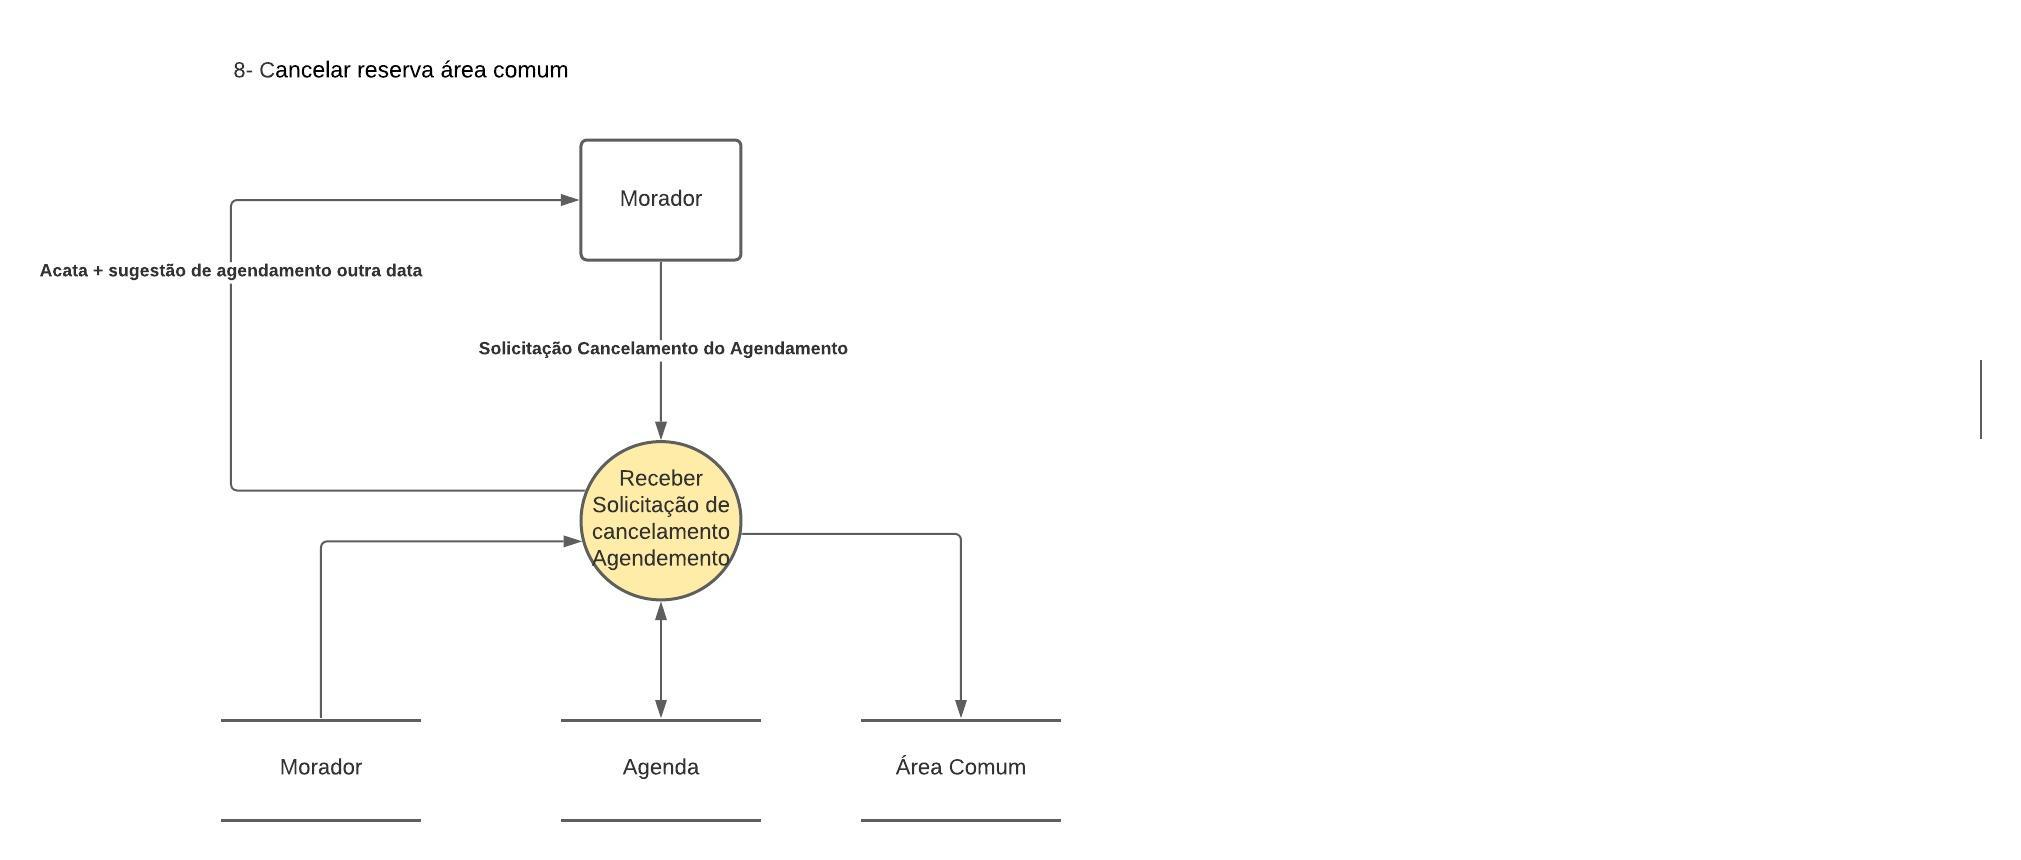 8- Cancelar reserva área comum
Morador
Acata + sugestão de agendamento outra data
Solicitação Cancelamento do Agendamento
Receber
Solicitação de
cancelamento
Agendemento
Morador
Agenda
Área Comum